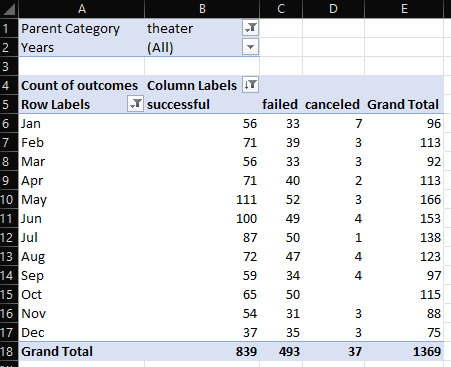 A B C D E
1 Parent Category theater
2 Years (All)
3
4 Count of outcomes Column Labels
5 Row Labels successful failed canceled Grand Total
6 Jan 56 33 7 96
7 Feb 71 39 3 113
8 Mar 56 33 3 92
9 Apr 71 40 2 113
10 May 111 52 3 166
11 Jun 100 49 4 153
12 Jul 87 50 1 138
13 Aug 72 47 4 123
14 Sep 59 34 4 97
15 Oct 65 50 115
16 Nov 54 31 3 88
17 Dec 37 35 3 75
18 Grand Total 839 493 37 1369